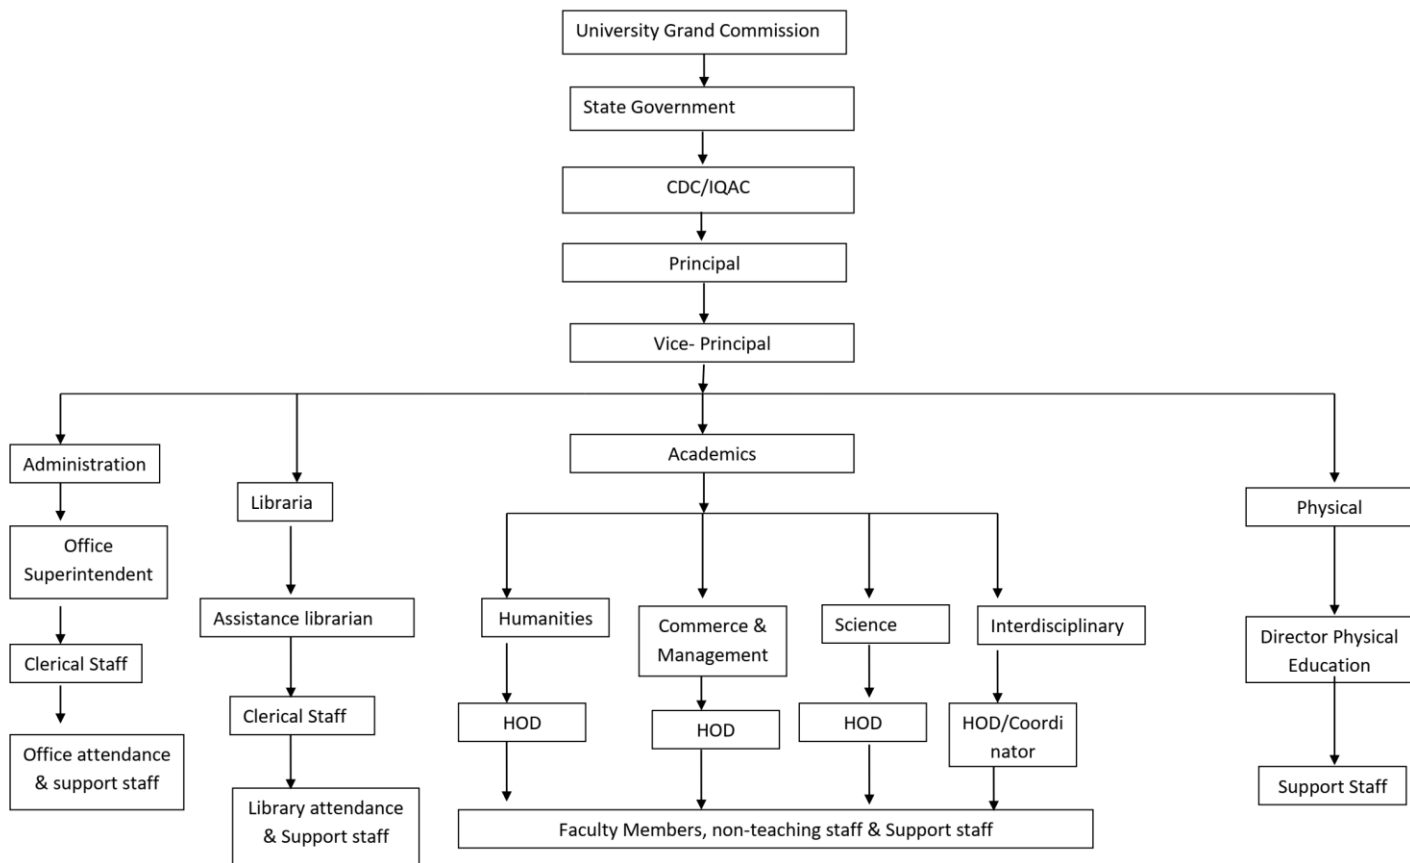 University Grand Commission
State Government
CDC/IQAC
Principal
Vice- Principal
Administration
Academics
Libraria
Physical
Office
Superintendent
Assistance librarian
Humanities
Commerce &
Management
Science
Interdisciplinary
Director Physical
Education
Clerical Staff
Clerical Staff
HOD
HOD
HOD
HOD/Coordi
nator
Office attendance
& support staff
Support Staff
Library attendance
& Support staff
Faculty Members, non-teaching staff & Support staff